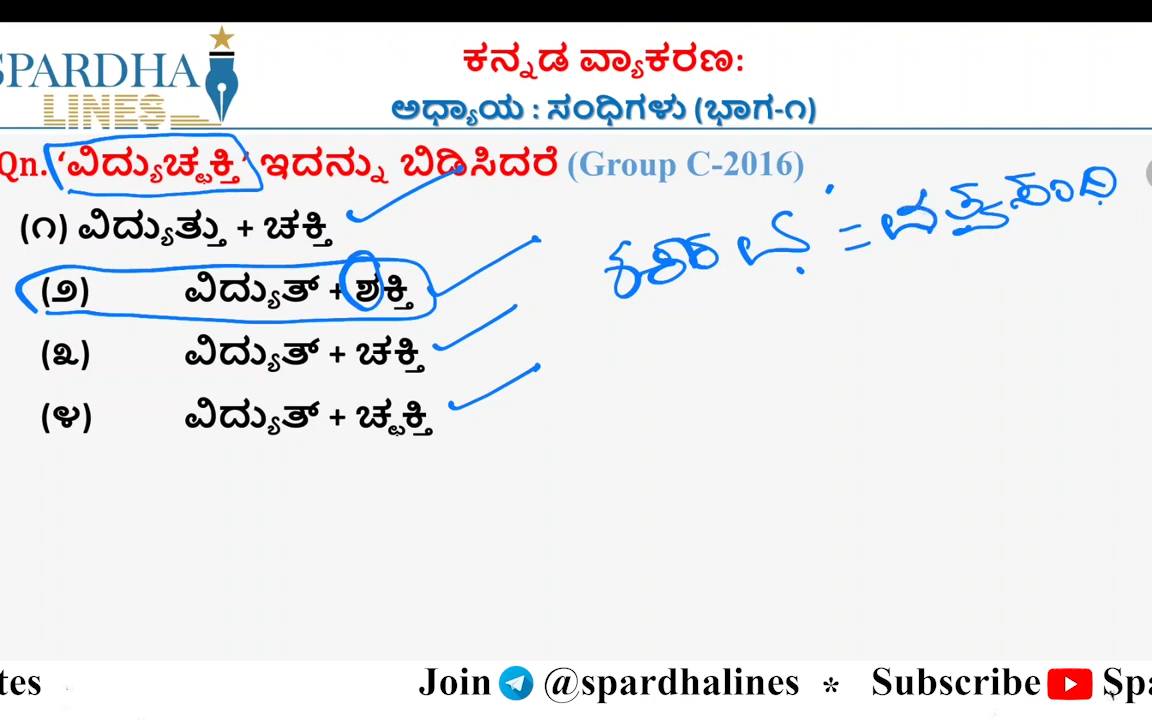 SPARDHA
LINES
ಕನ್ನಡ ವ್ಯಾಕರಣ:
ಅಧ್ಯಾಯ : ಸಂಧಿಗಳು (ಭಾಗ-೧)
Qn. 'ವಿದ್ಯುಚ್ಛಕ್ತಿ' ಇದನ್ನು ಬಿಡಿಸಿದರೆ (Group C-2016)
(೧) ವಿದ್ಯುತ್ತು + ಚಕ್ತಿ
(೨) ವಿದ್ಯುತ್ + ಶಕ್ತಿ
(೩) ವಿದ್ಯುತ್ + ಚಕ್ತಿ
(೪) ವಿದ್ಯುತ್ + ಚ್ಛಕ್ತಿ
tes Join @spardhalines * Subscribe Spa